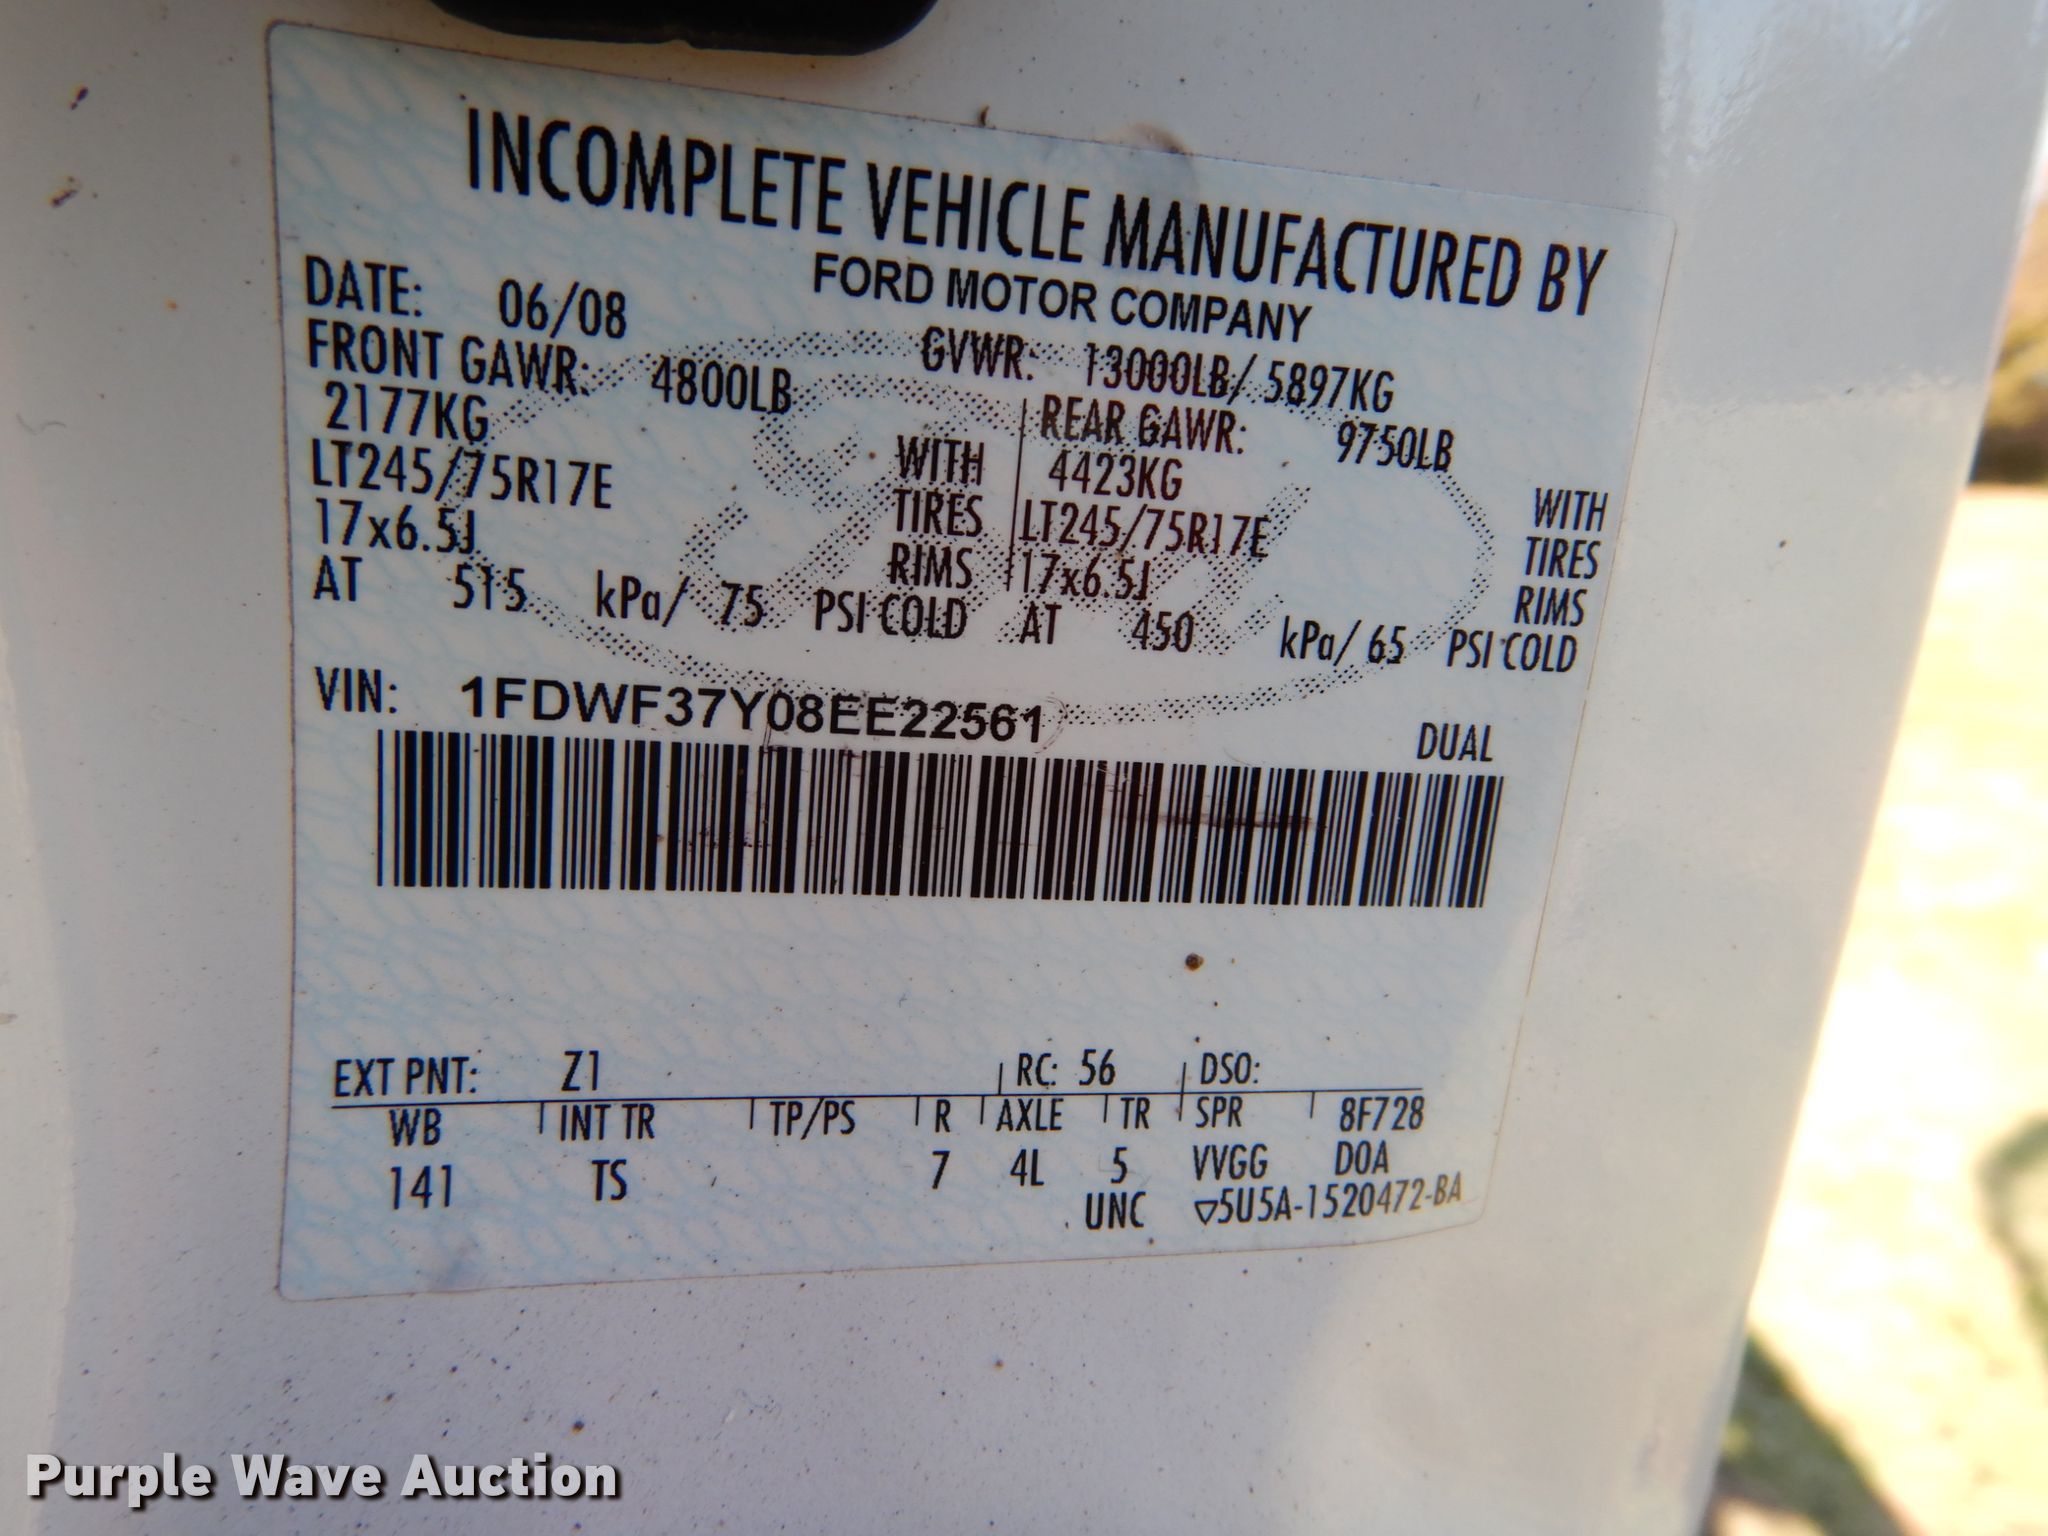 INCOMPLETE VEHICLE MANUFACTURED BY
FORD MOTOR COMPANY
DATE: 06/08 GVWR: 13000LB/ 5897KG
FRONT GAWR: 4800LB REAR GAWR: 9750LB
2177KG WITH 4423KG WITH
LT245/75R17E TIRES LT245/75R17E TIRES
17x6.5J RIMS 17x6.5J RIMS
AT 515 kPa/ 75 PSI COLD AT 450 kPa/ 65 PSI COLD
VIN: 1FDWF37Y08EE22561
DUAL
EXT PNT: Z1 RC: 56 DSO:
WB INT TR TP/PS R AXLE TR SPR 8F728
141 TS 7 4L 5 VVGG DOA
UNC ▽5U5A-1520472-BA
Purple Wave Auction